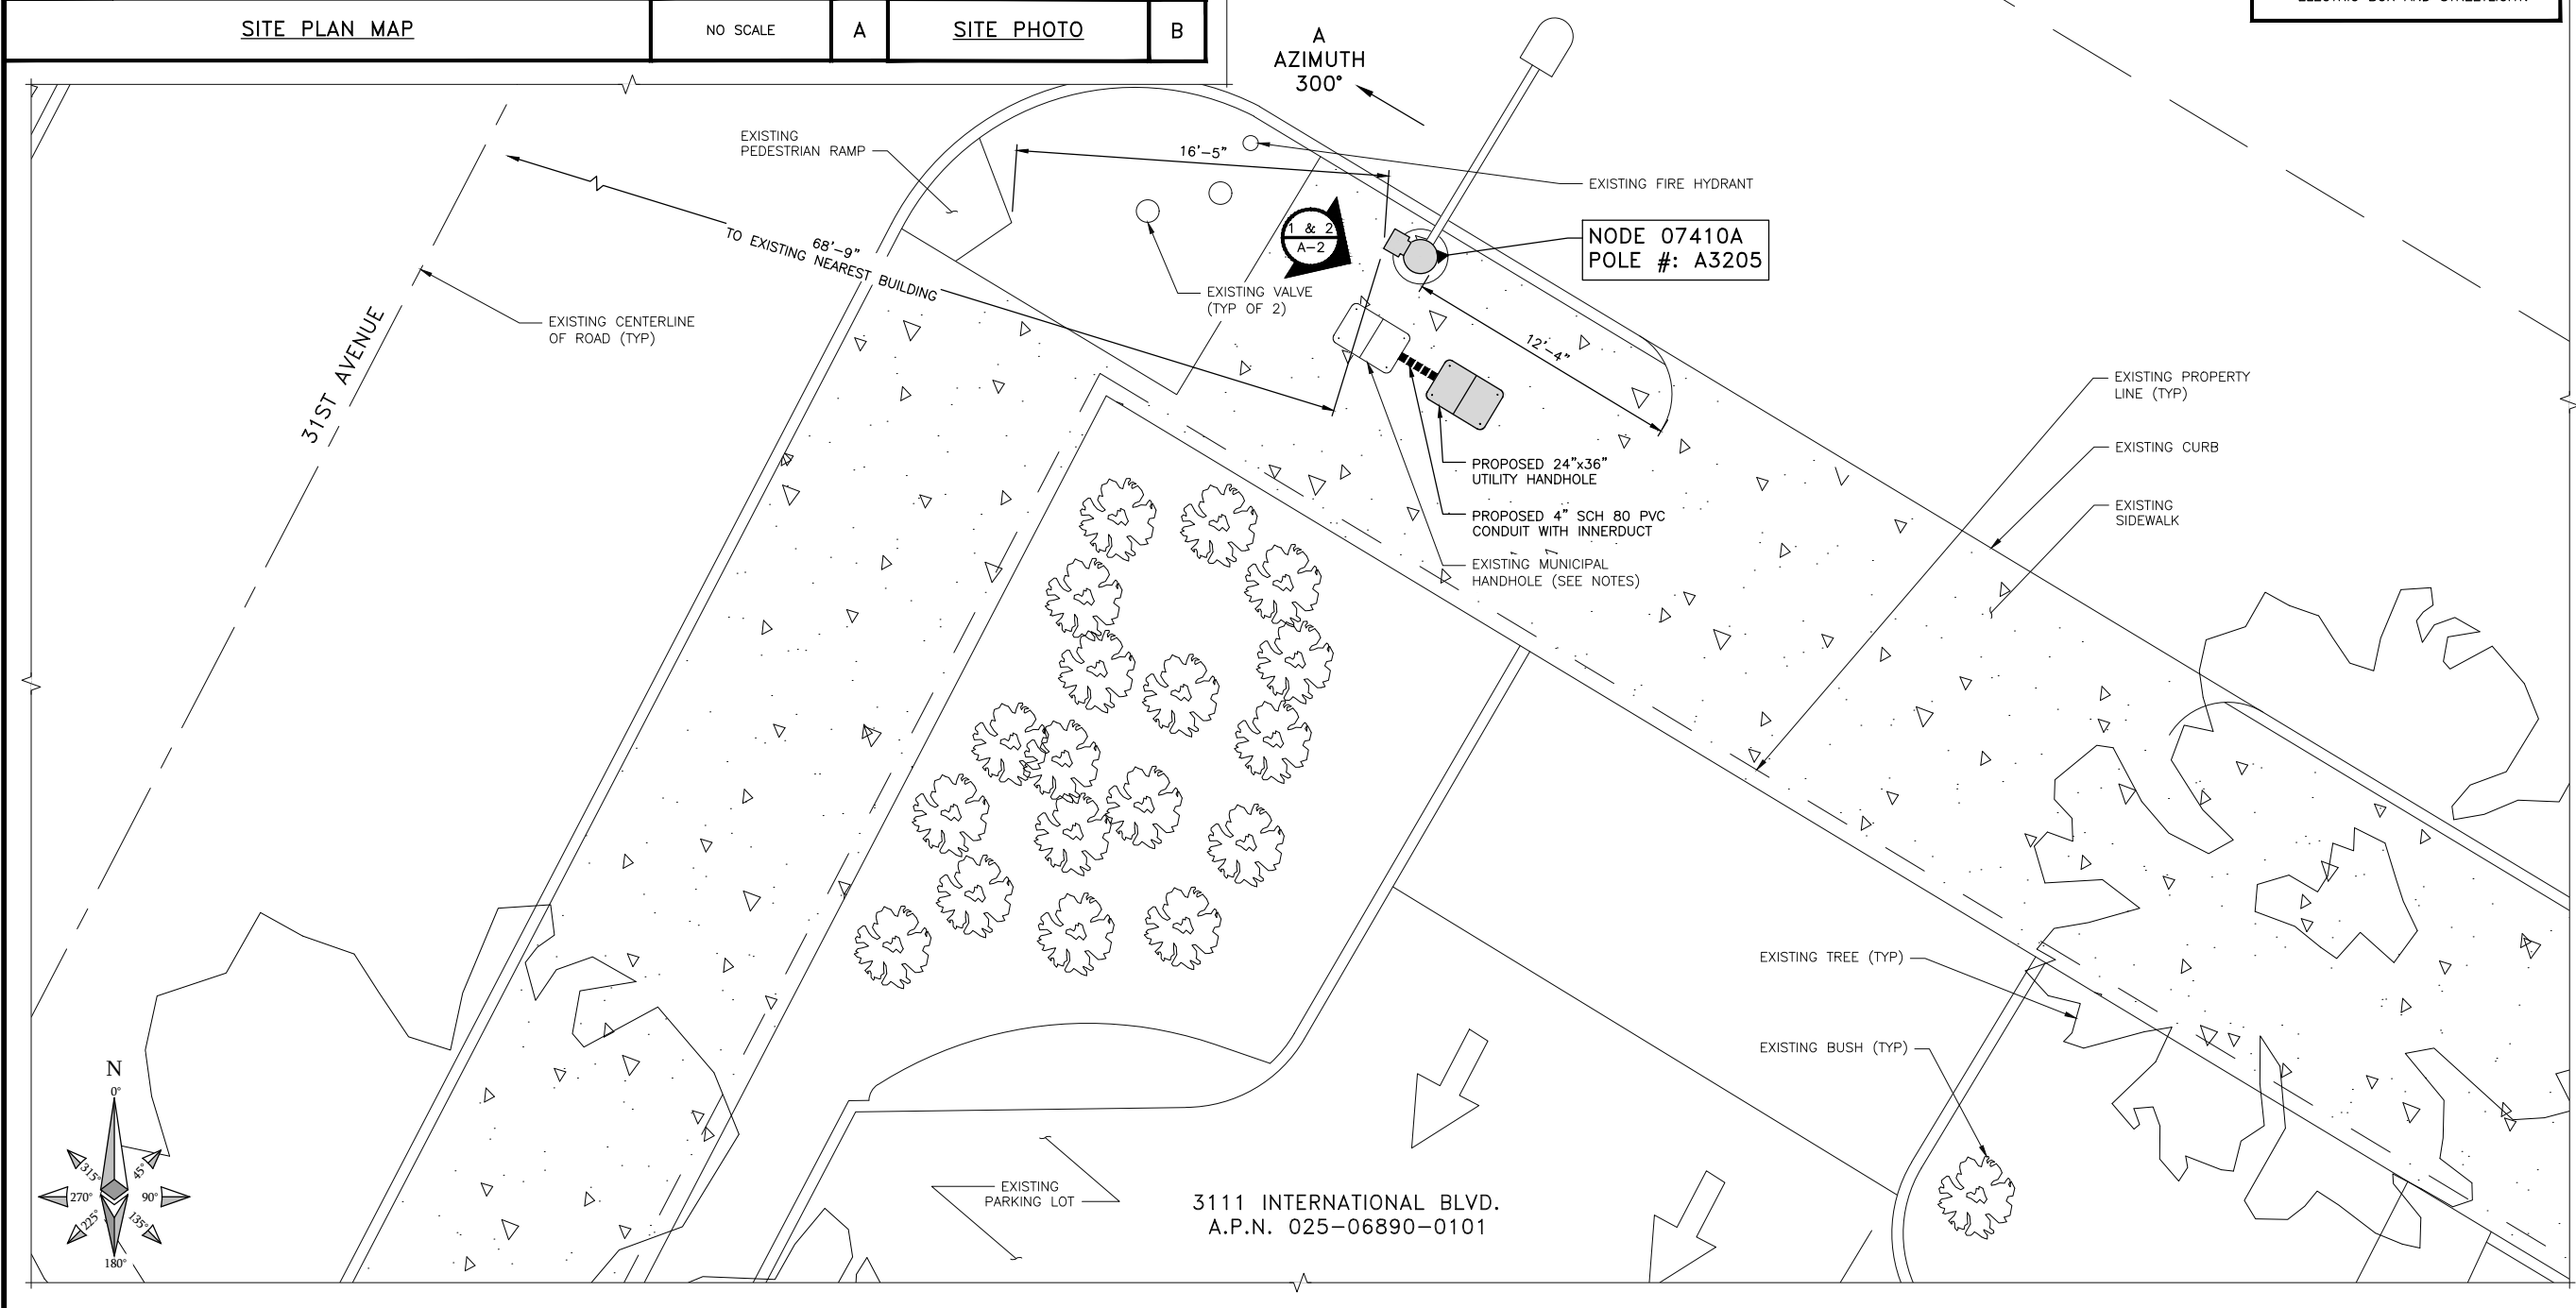 SITE PLAN MAP
NO SCALE
A
SITE PHOTO
B
A
AZIMUTH
300°
EXISTING
PEDESTRIAN RAMP
16'-5"
EXISTING FIRE HYDRANT
1 & 2
A-2
NODE 07410A
POLE #: A3205
68'-9"
TO EXISTING NEAREST BUILDING
EXISTING VALVE
(TYP OF 2)
31ST AVENUE
EXISTING CENTERLINE
OF ROAD (TYP)
12'-4"
EXISTING PROPERTY
LINE (TYP)
EXISTING CURB
EXISTING
SIDEWALK
PROPOSED 24"x36"
UTILITY HANDHOLE
PROPOSED 4" SCH 80 PVC
CONDUIT WITH INNERDUCT
EXISTING MUNICIPAL
HANDHOLE (SEE NOTES)
EXISTING TREE (TYP)
EXISTING BUSH (TYP)
N
0°
315°
45°
270°
90°
225°
135°
180°
EXISTING
PARKING LOT
3111 INTERNATIONAL BLVD.
A.P.N. 025-06890-0101